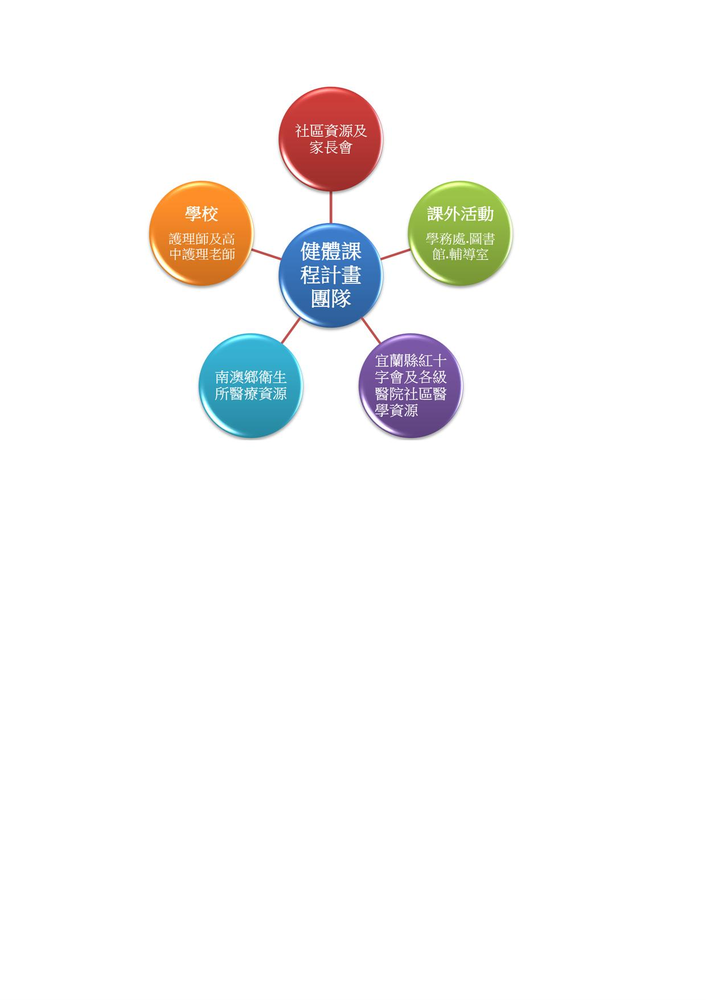 社區資源及
家長會
學校
護理師及高
中護理老師
課外活動
學務處.圖書
館.輔導室
健體課
程計畫
團隊
南澳鄉衛生
所醫療資源
宜蘭縣紅十
字會及各級
醫院社區醫
學資源